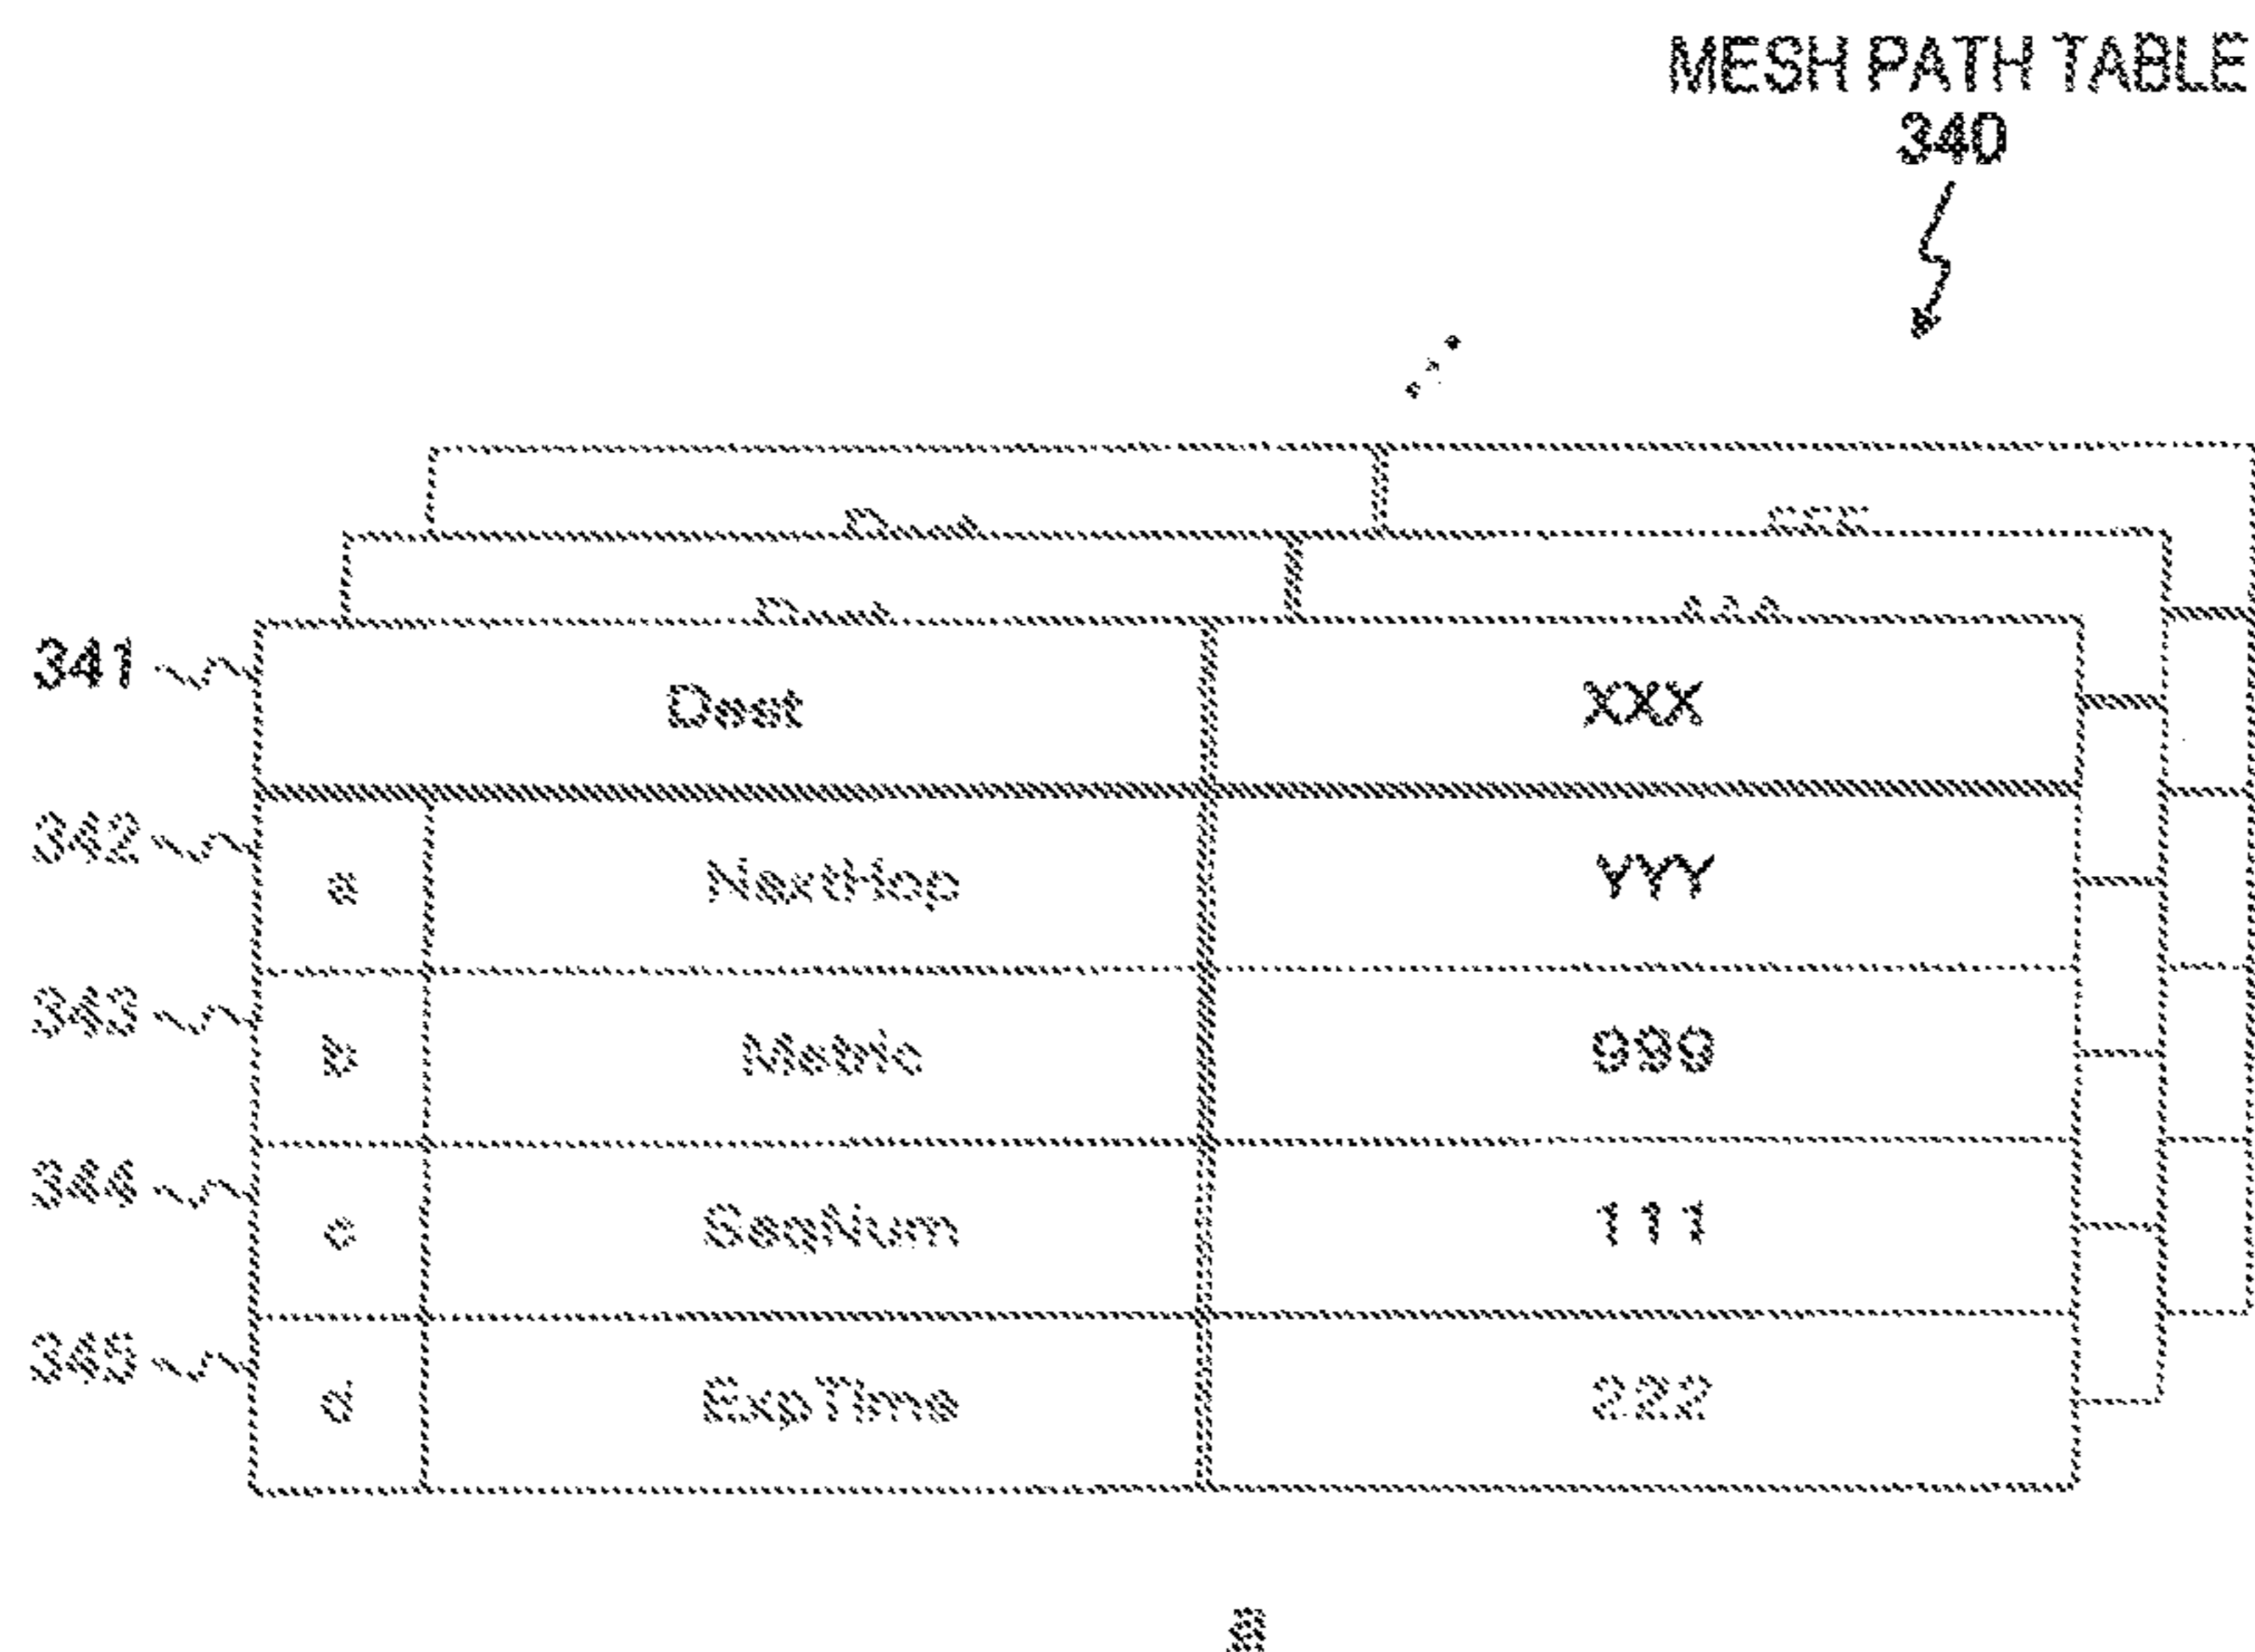 MESH PATH TABLE
340
341 Dest XXX
342 a NextHop YYY
343 b Metric 999
344 c SeqNum 111
345 d ExpTime 222